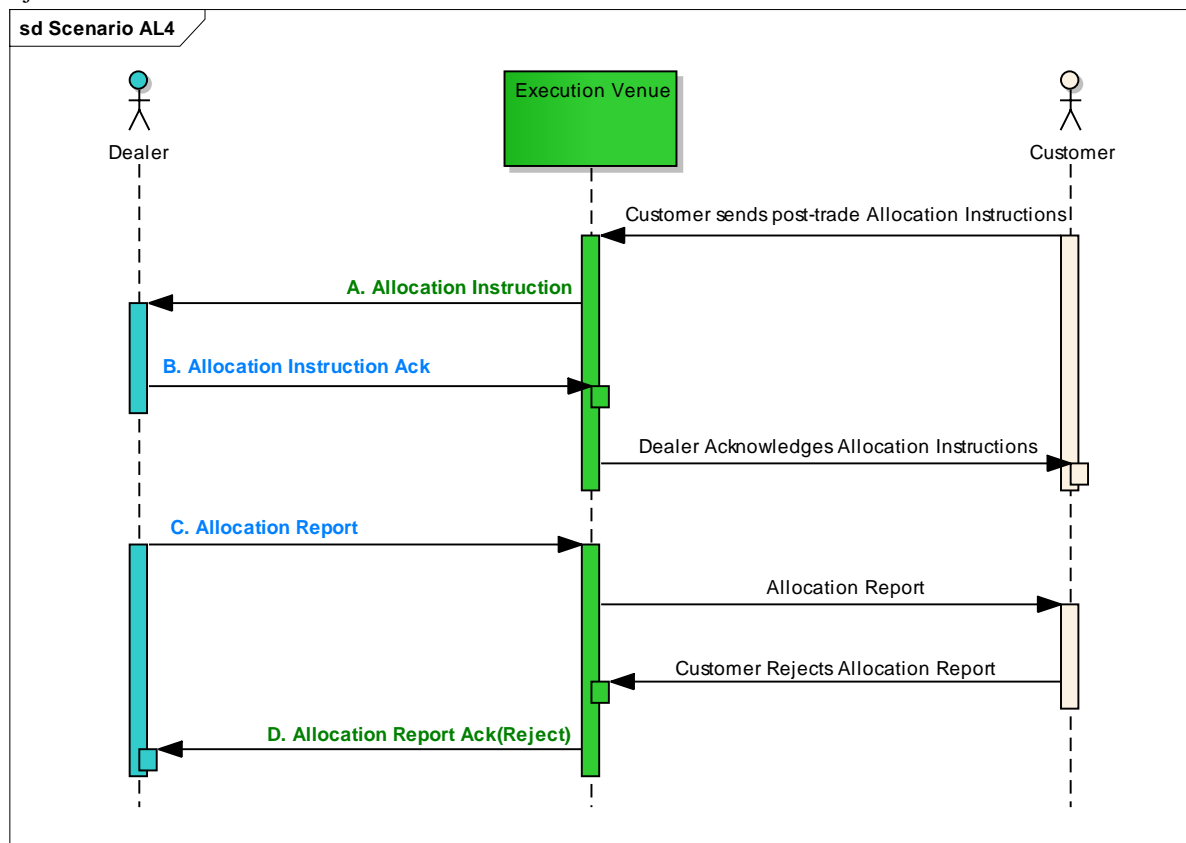 sd Scenario AL4
Execution Venue
Dealer
Customer
Customer sends post-trade Allocation Instructions
A. Allocation Instruction
B. Allocation Instruction Ack
Dealer Acknowledges Allocation Instructions
C. Allocation Report
Allocation Report
Customer Rejects Allocation Report
D. Allocation Report Ack(Reject)